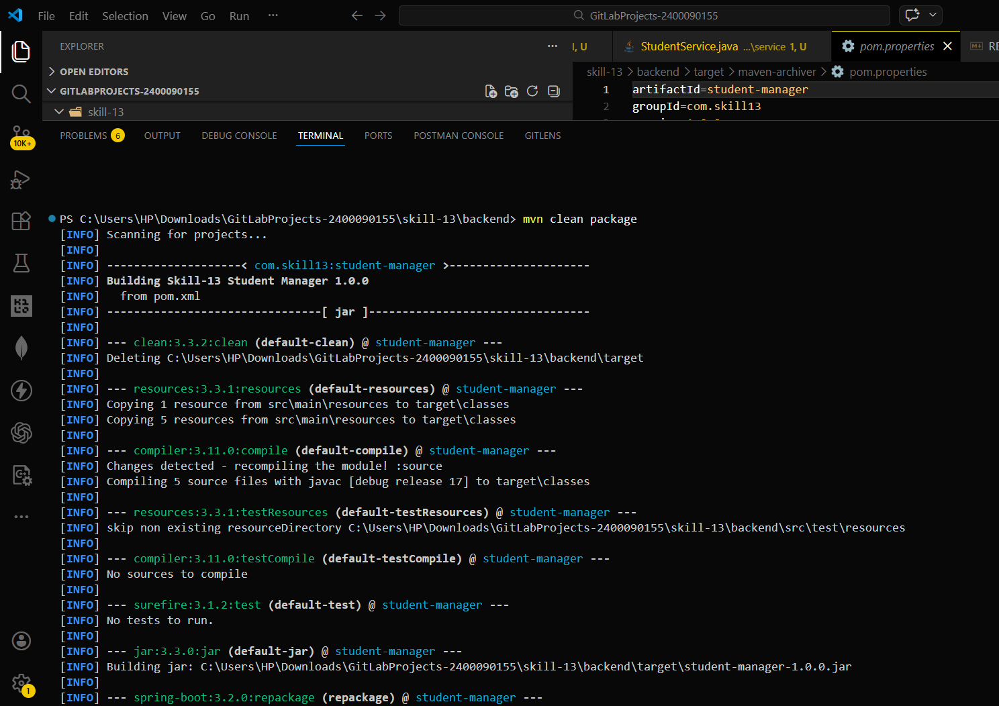 File Edit Selection View Go Run ··· GitLabProjects-2400090155
EXPLORER ···
, U StudentService.java ...\service 1, U pom.properties
OPEN EDITORS
skill-13 > backend > target > maven-archiver > pom.properties
GITLABPROJECTS-2400090155
1 artifactId=student-manager
skill-13
2 groupId=com.skill13
PROBLEMS 6 OUTPUT DEBUG CONSOLE TERMINAL PORTS POSTMAN CONSOLE GITLENS
10K+
PS C:\Users\HP\Downloads\GitLabProjects-2400090155\skill-13\backend> mvn clean package
[INFO] Scanning for projects...
[INFO]
[INFO] --------------------< com.skill13:student-manager >---------------------
[INFO] Building Skill-13 Student Manager 1.0.0
[INFO]   from pom.xml
[INFO] --------------------------------[ jar ]---------------------------------
[INFO]
[INFO] --- clean:3.3.2:clean (default-clean) @ student-manager ---
[INFO] Deleting C:\Users\HP\Downloads\GitLabProjects-2400090155\skill-13\backend\target
[INFO]
[INFO] --- resources:3.3.1:resources (default-resources) @ student-manager ---
[INFO] Copying 1 resource from src\main\resources to target\classes
[INFO] Copying 5 resources from src\main\resources to target\classes
[INFO]
[INFO] --- compiler:3.11.0:compile (default-compile) @ student-manager ---
[INFO] Changes detected - recompiling the module! :source
[INFO] Compiling 5 source files with javac [debug release 17] to target\classes
[INFO]
[INFO] --- resources:3.3.1:testResources (default-testResources) @ student-manager ---
[INFO] skip non existing resourceDirectory C:\Users\HP\Downloads\GitLabProjects-2400090155\skill-13\backend\src\test\resources
[INFO]
[INFO] --- compiler:3.11.0:testCompile (default-testCompile) @ student-manager ---
[INFO] No sources to compile
[INFO]
[INFO] --- surefire:3.1.2:test (default-test) @ student-manager ---
[INFO] No tests to run.
[INFO]
[INFO] --- jar:3.3.0:jar (default-jar) @ student-manager ---
[INFO] Building jar: C:\Users\HP\Downloads\GitLabProjects-2400090155\skill-13\backend\target\student-manager-1.0.0.jar
[INFO]
1
[INFO] --- spring-boot:3.2.0:repackage (repackage) @ student-manager ---